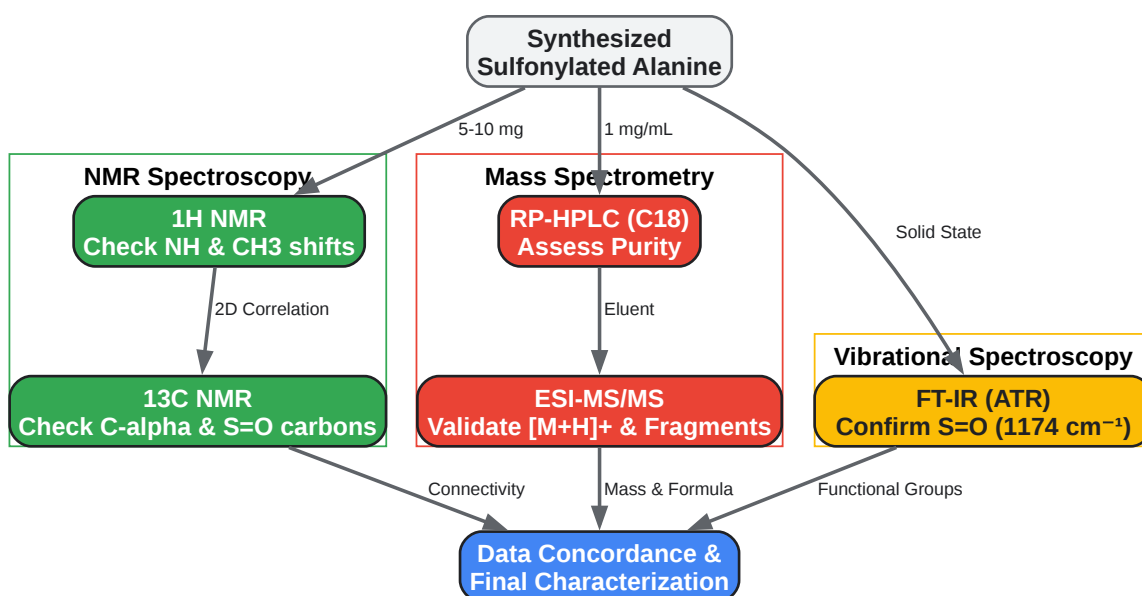 Synthesized
Sulfonylated Alanine
5-10 mg
1 mg/mL
NMR Spectroscopy
Mass Spectrometry
1H NMR
Check NH & CH3 shifts
RP-HPLC (C18)
Assess Purity
Solid State
2D Correlation
Eluent
Vibrational Spectroscopy
13C NMR
Check C-alpha & S=O carbons
ESI-MS/MS
Validate [M+H]+ & Fragments
FT-IR (ATR)
Confirm S=O (1174 cm⁻¹)
Connectivity
Mass & Formula
Functional Groups
Data Concordance &
Final Characterization